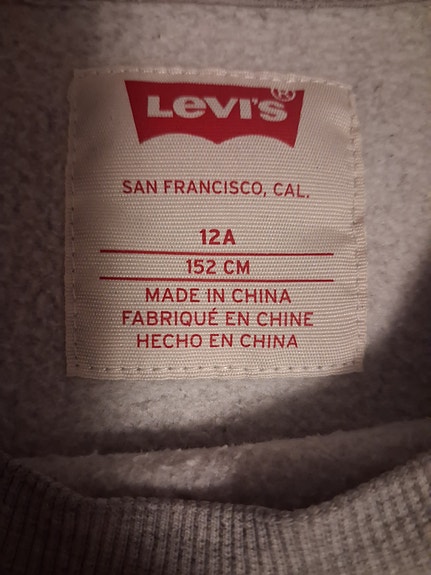 Levi's ®
SAN FRANCISCO, CAL.
12A
152 CM
MADE IN CHINA
FABRIQUÉ EN CHINE
HECHO EN CHINA